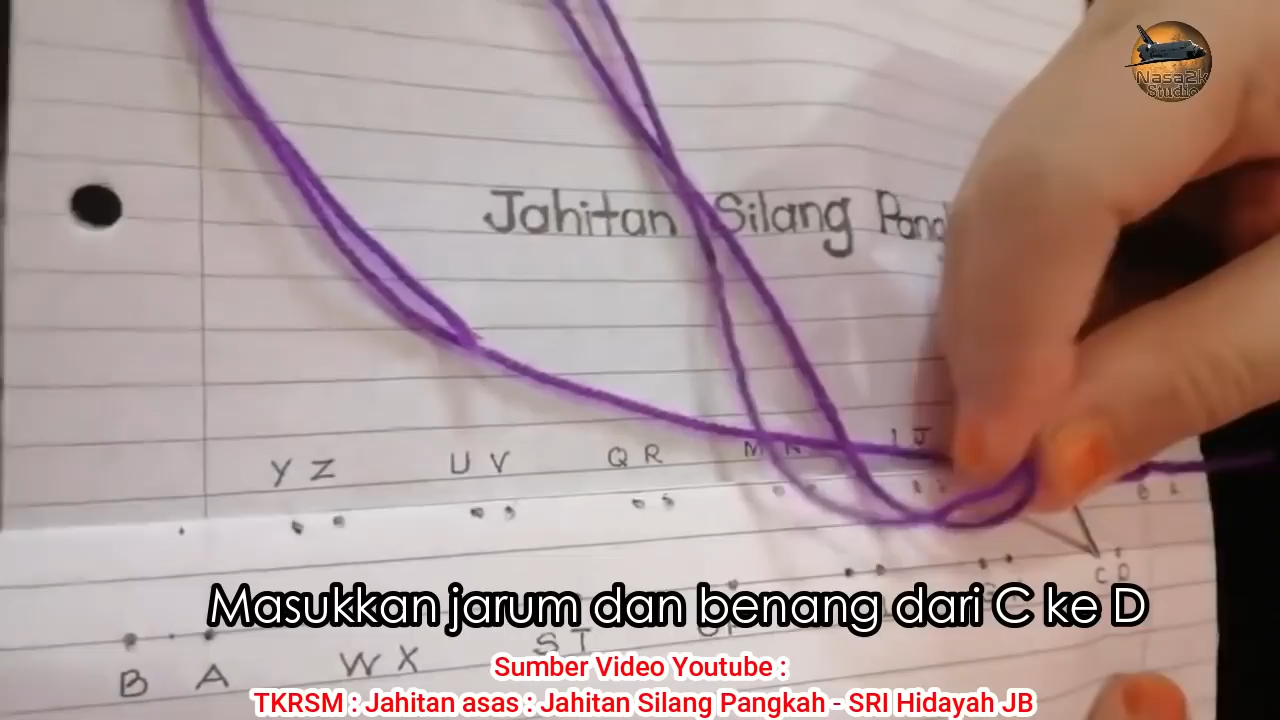 Nasa2k
Studio
Jahitan Silang
Y Z
U V
Q R
M N
I J
C D
Masukkan jarum dan benang dari C ke D
B A
W X
S T
Sumber Video Youtube :
TKRSM : Jahitan asas : Jahitan Silang Pangkah - SRI Hidayah JB